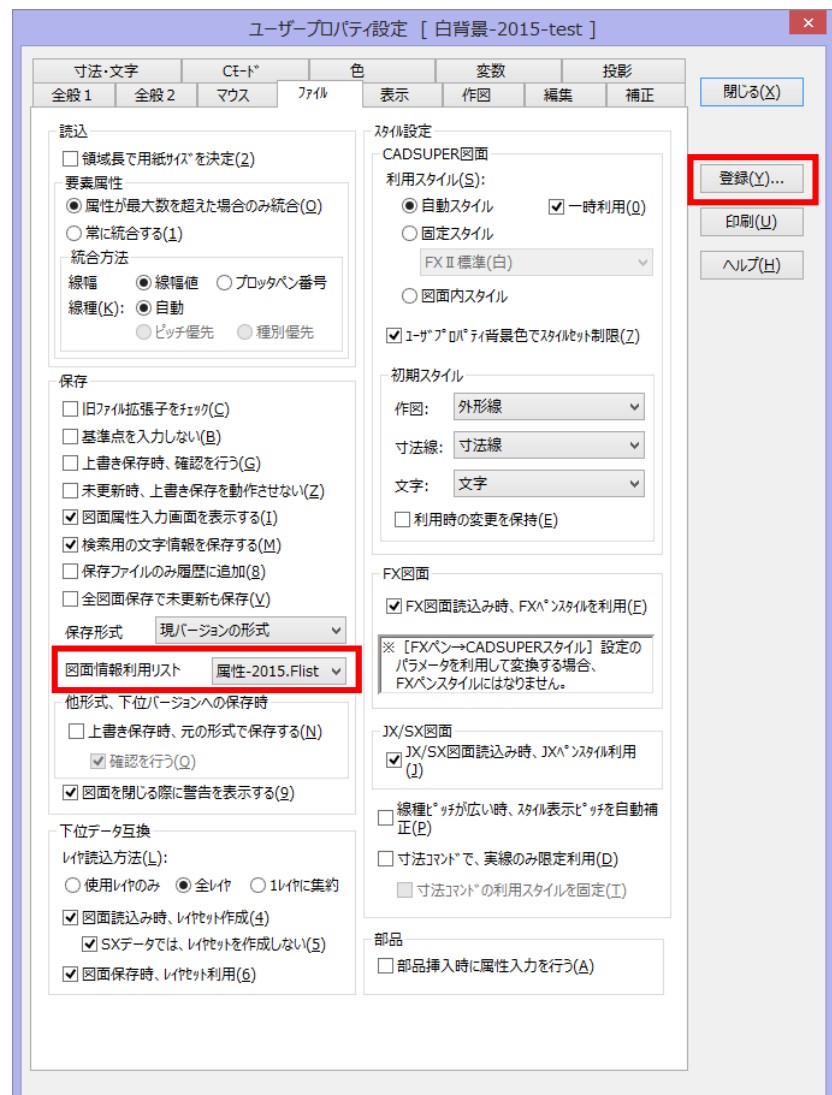 ユーザープロパティ設定 [ 白背景-2015-test ]
×
寸法・文字 Cﾓｰﾄﾞ 色 変数 投影
全般1 全般2 マウス ﾌｧｲﾙ 表示 作図 編集 補正
閉じる(X)
登録(Y)...
印刷(U)
ヘルプ(H)
読込
領域長で用紙ｻｲｽﾞを決定(2)
要素属性
属性が最大数を超えた場合のみ統合(O)
常に統合する(1)
統合方法
線幅 線幅値 プロッタペン番号
線種(K): 自動
ピッチ優先 種別優先
保存
旧ﾌｧｲﾙ拡張子をﾁｪｯｸ(C)
基準点を入力しない(B)
上書き保存時、確認を行う(G)
未更新時、上書き保存を動作させない(Z)
図面属性入力画面を表示する(I)
検索用の文字情報を保存する(M)
保存ファイルのみ履歴に追加(8)
全図面保存で未更新も保存(V)
保存形式 現バージョンの形式
図面情報利用リスト 属性-2015.Flist
他形式、下位バージョンへの保存時
上書き保存時、元の形式で保存する(N)
確認を行う(Q)
図面を閉じる際に警告を表示する(9)
下位データ互換
ﾚｲﾔ読込方法(L):
使用ﾚｲﾔのみ 全ﾚｲﾔ 1ﾚｲﾔに集約
図面読込み時、ﾚｲﾔｾｯﾄ作成(4)
SXデータでは、ﾚｲﾔｾｯﾄを作成しない(5)
図面保存時、ﾚｲﾔｾｯﾄ利用(6)
ｽﾀｲﾙ設定
CADSUPER図面
利用スタイル(S):
自動スタイル 一時利用(0)
固定スタイル
FXⅡ標準(白)
図面内スタイル
ﾕｰｻﾞﾌﾟﾛﾊﾟﾃｨ背景色でｽﾀｲﾙｾｯﾄ制限(7)
初期スタイル
作図: 外形線
寸法線: 寸法線
文字: 文字
利用時の変更を保持(E)
FX図面
FX図面読込み時、FXﾍﾟﾝｽﾀｲﾙを利用(F)
※ [FXペン→CADSUPERスタイル] 設定の
パラメータを利用して変換する場合、
FXペンスタイルにはなりません。
JX/SX図面
JX/SX図面読込み時、JXﾍﾟﾝｽﾀｲﾙ利用
(J)
線種ﾋﾟｯﾁが広い時、ｽﾀｲﾙ表示ﾋﾟｯﾁを自動補
正(P)
寸法ｺﾏﾝﾄﾞで、実線のみ限定利用(D)
寸法ｺﾏﾝﾄﾞの利用スタイルを固定(T)
部品
部品挿入時に属性入力を行う(A)